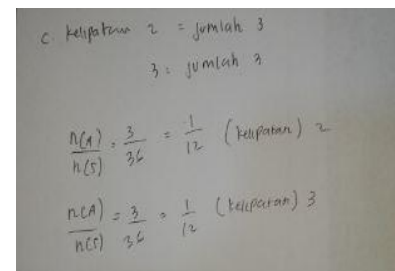 c. kelipatan 2 = jumlah 3
3 = jumlah 3
n(A)/n(S) = 3/36 = 1/12 (kelipatan) 2
n(A)/n(S) = 3/36 = 1/12 (kelipatan) 3